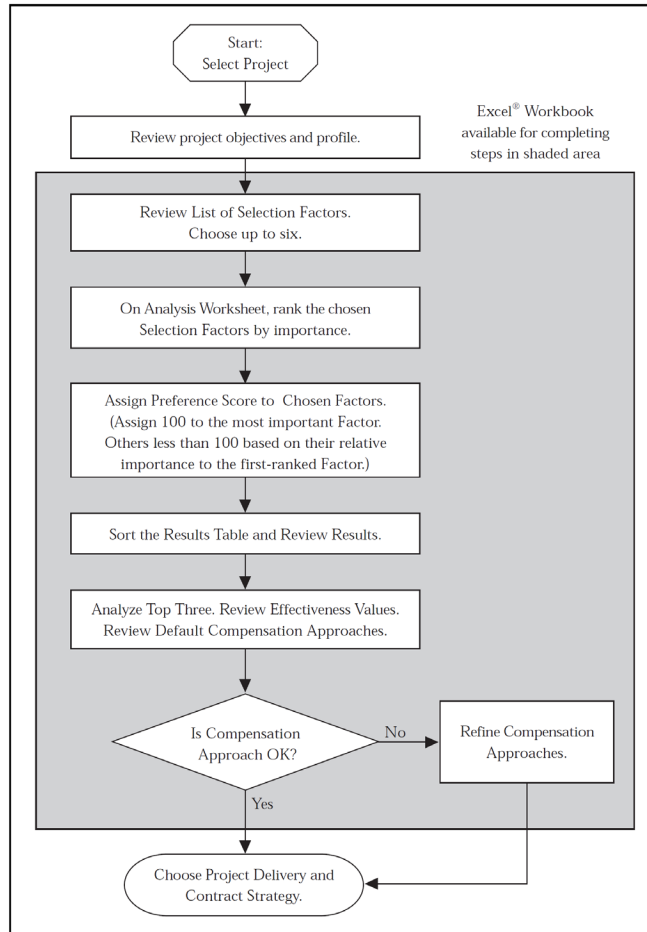 Start:
Select Project
Excel® Workbook
available for completing
steps in shaded area
Review project objectives and profile.
Review List of Selection Factors.
Choose up to six.
On Analysis Worksheet, rank the chosen
Selection Factors by importance.
Assign Preference Score to Chosen Factors.
(Assign 100 to the most important Factor.
Others less than 100 based on their relative
importance to the first-ranked Factor.)
Sort the Results Table and Review Results.
Analyze Top Three. Review Effectiveness Values.
Review Default Compensation Approaches.
Is Compensation
Approach OK?
No
Refine Compensation
Approaches.
Yes
Choose Project Delivery and
Contract Strategy.